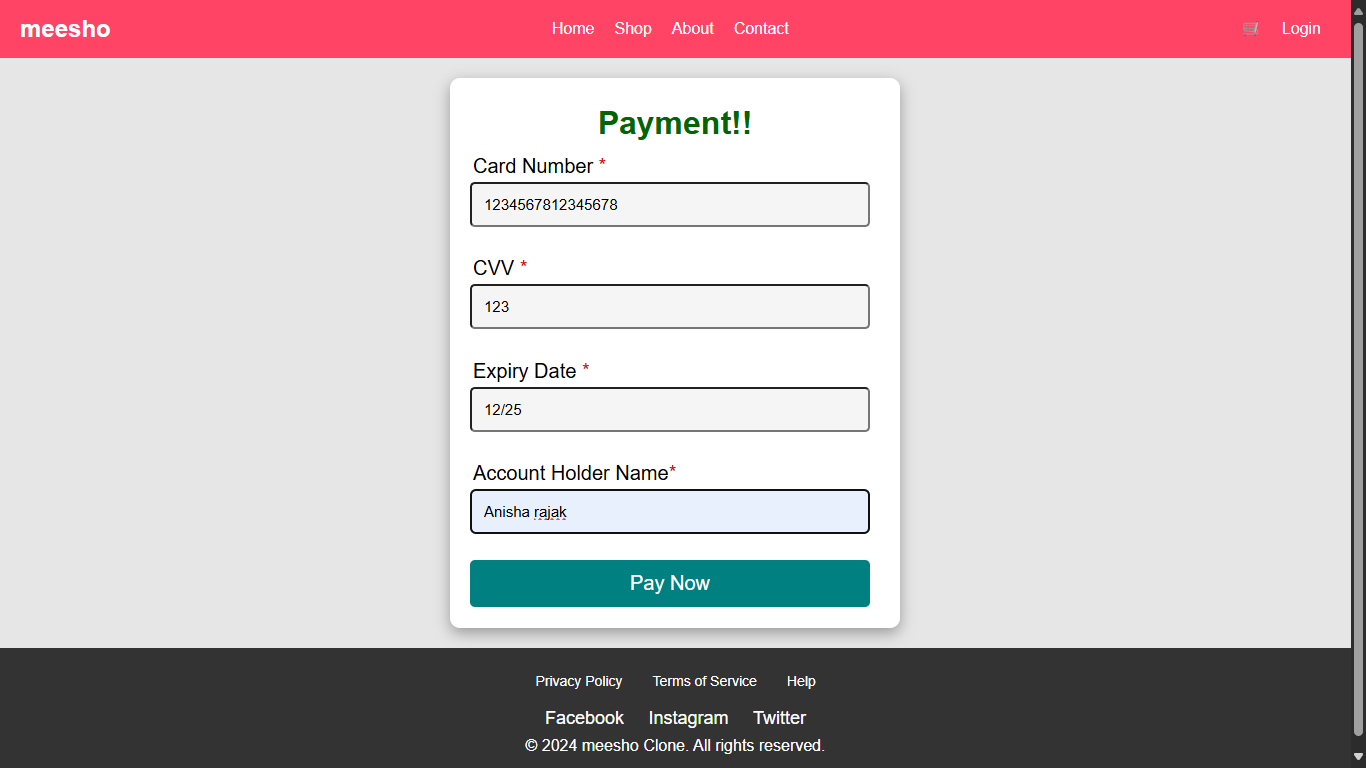 meesho Home Shop About Contact 🛒 Login
Payment!!
Card Number *
1234567812345678
CVV *
123
Expiry Date *
12/25
Account Holder Name*
Anisha rajak
Pay Now
Privacy Policy Terms of Service Help
Facebook Instagram Twitter
© 2024 meesho Clone. All rights reserved.